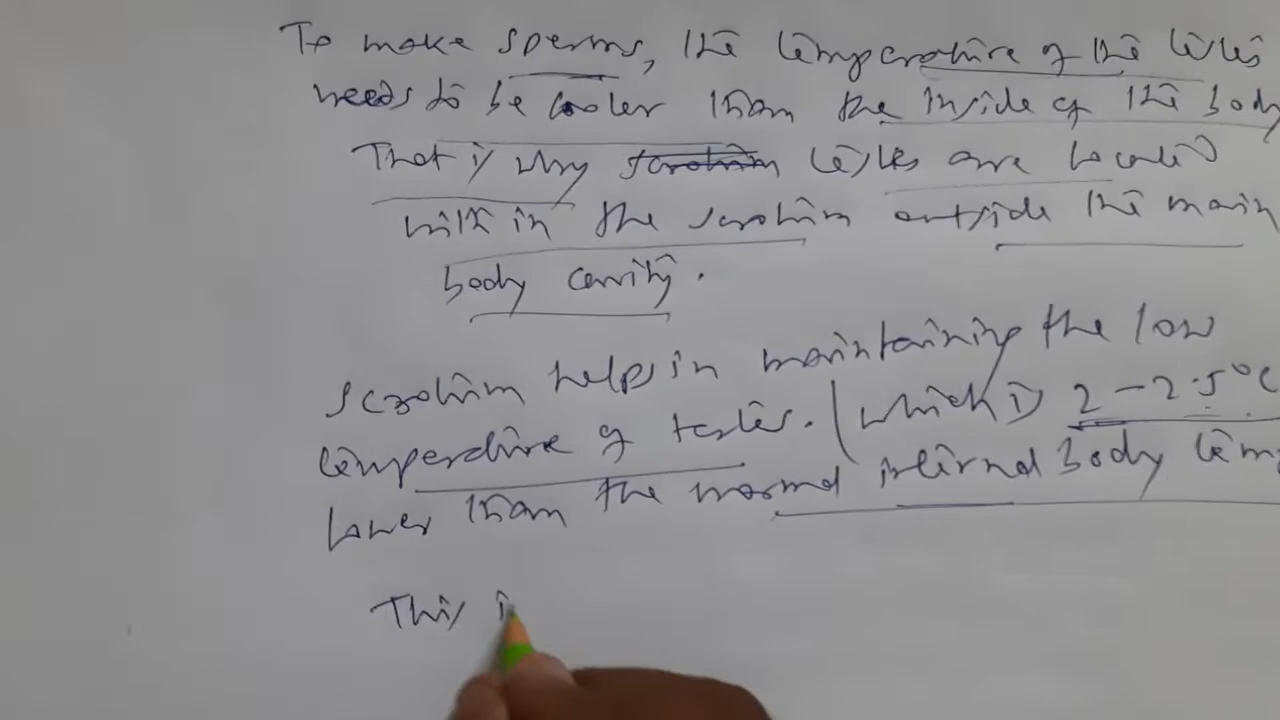 To make sperms, the temperature of the testes
needs to be cooler than the inside of the body
That is why scrotum testes are located
with in the scrotum outside the main
body cavity.
Scrotum helps in maintaining the low
temperature of testes. (which is 2-2.5°C
lower than the normal internal body tem
This i